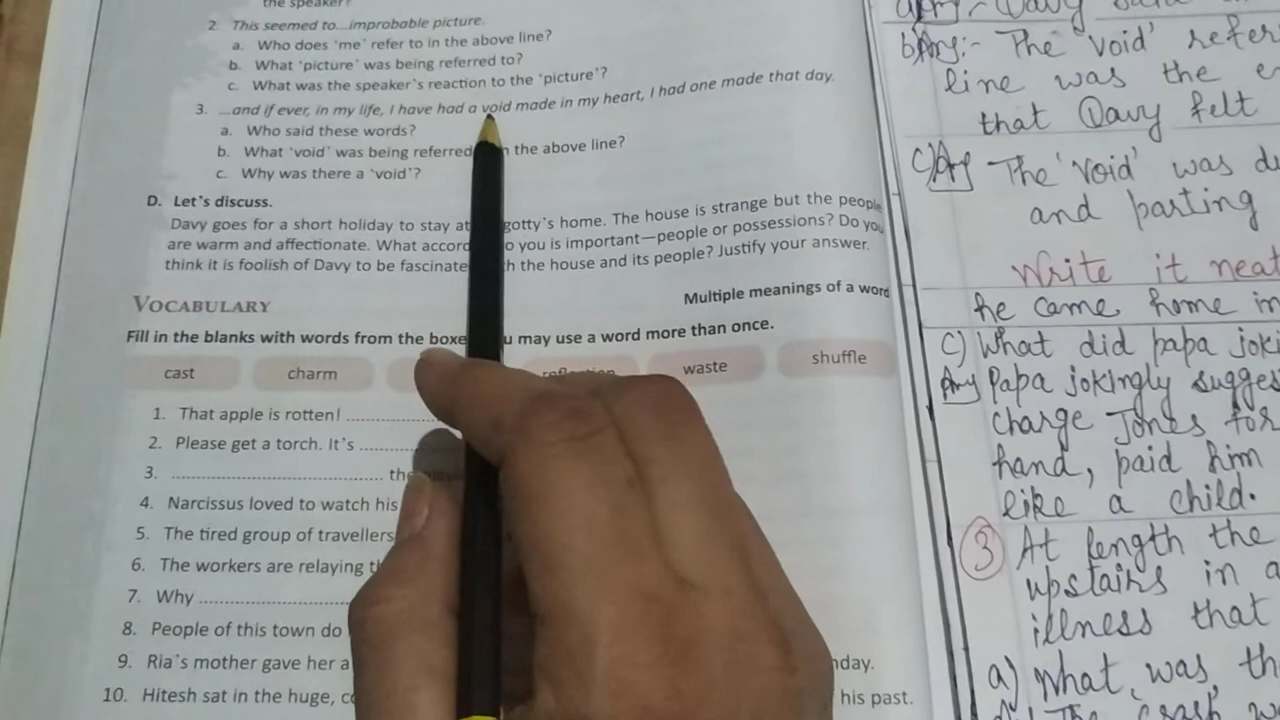 the speaker?
2. This seemed to...improbable picture.
a. Who does 'me' refer to in the above line?
b. What 'picture' was being referred to?
c. What was the speaker's reaction to the 'picture'?
3. ...and if ever, in my life, I have had a void made in my heart, I had one made that day.
a. Who said these words?
b. What 'void' was being referred the above line?
c. Why was there a 'void'?
D. Let's discuss.
Davy goes for a short holiday to stay at gotty's home. The house is strange but the people
are warm and affectionate. What accord o you is important—people or possessions? Do you
think it is foolish of Davy to be fascinate h the house and its people? Justify your answer.
VOCABULARY
Multiple meanings of a word
Fill in the blanks with words from the boxe u may use a word more than once.
cast charm reflection waste shuffle
1. That apple is rotten! ....................
2. Please get a torch. It's ............
3. ........................................ the
4. Narcissus loved to watch his
5. The tired group of travellers
6. The workers are relaying t
7. Why ................................
8. People of this town do
9. Ria's mother gave her a nday.
10. Hitesh sat in the huge, c his past.
b) Ans:- The 'void' refer
line was the e
that Davy felt
c) Ans The 'void' was d
and parting
Write it neat
he came home in
c) What did papa joki
Ans Papa jokingly sugges
charge Jones for
hand, paid him
like a child.
3 At length the
upstairs in a
illness that
a) What was th
The crash w